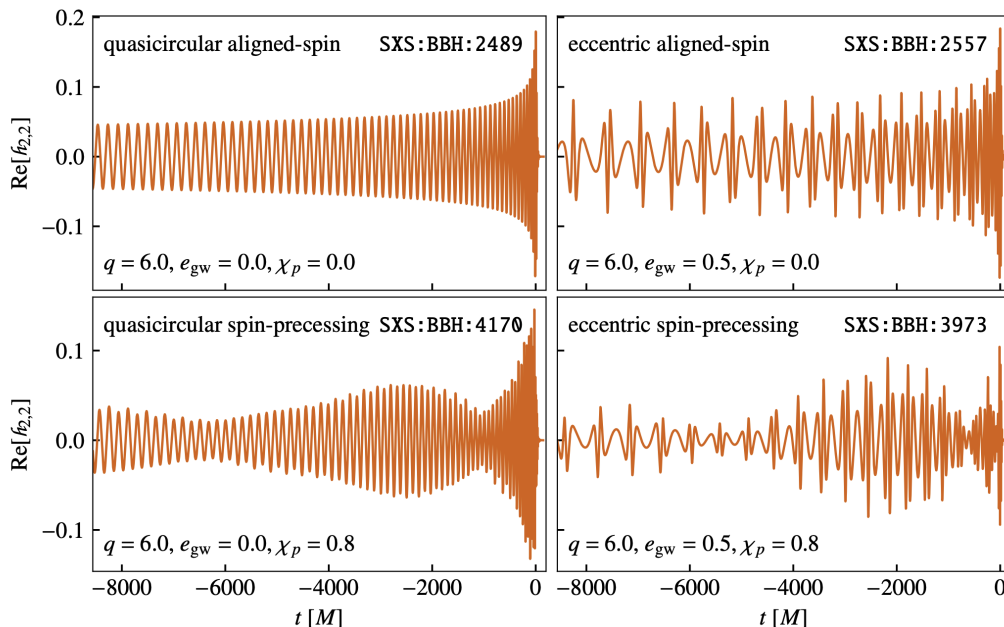 0.2
0.1
0.0
−0.1
Re[𝒽2,2]
quasicircular aligned-spin SXS:BBH:2489
q = 6.0, egw = 0.0, χp = 0.0
eccentric aligned-spin SXS:BBH:2557
q = 6.0, egw = 0.5, χp = 0.0
0.1
0.0
−0.1
Re[𝒽2,2]
quasicircular spin-precessing SXS:BBH:4170
q = 6.0, egw = 0.0, χp = 0.8
eccentric spin-precessing SXS:BBH:3973
q = 6.0, egw = 0.5, χp = 0.8
−8000 −6000 −4000 −2000 0
−8000 −6000 −4000 −2000 0
t [M]
t [M]